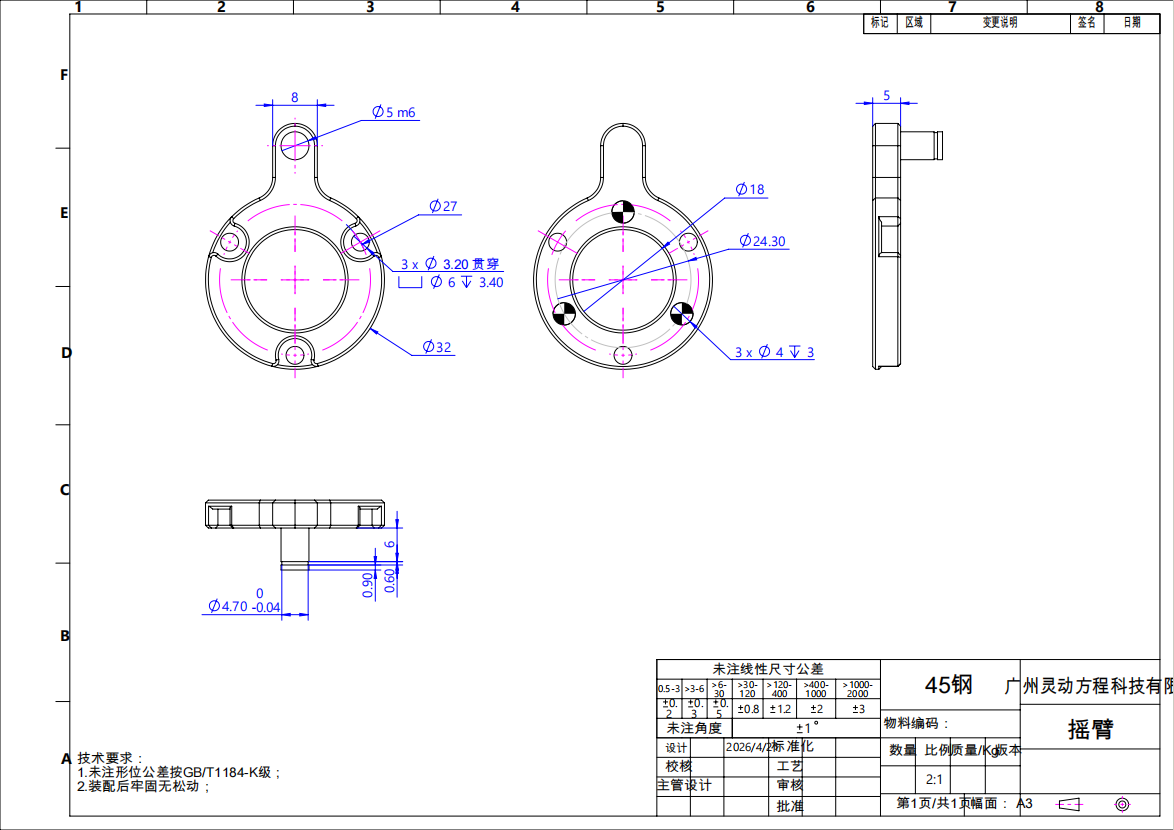 1 2 3 4 5 6 7 8
标记 区域 变更说明 签名 日期
F
E
D
C
B
A
8
∅5 m6
∅27
3 x ∅ 3.20 贯穿
⌴ ∅ 6 ↧ 3.40
∅32
∅18
∅24.30
3 x ∅ 4 ↧ 3
5
6
0.90
0.60
∅4.70 0 -0.04
技术要求：
1.未注形位公差按GB/T1184-K级；
2.装配后牢固无松动；
未注线性尺寸公差
0.5-3 >3-6 >6-30 >30-120 >120-400 >400-1000 >1000-2000
±0.2 ±0.3 ±0.5 ±0.8 ±1.2 ±2 ±3
未注角度 ±1°
设计 2026/4/2 标准化
校核 工艺
主管设计 审核
批准
45钢
物料编码：
数量 比例 质量/Kg 版本
2:1
第1页/共1页 幅面： A3
广州灵动方程科技有限
摇臂